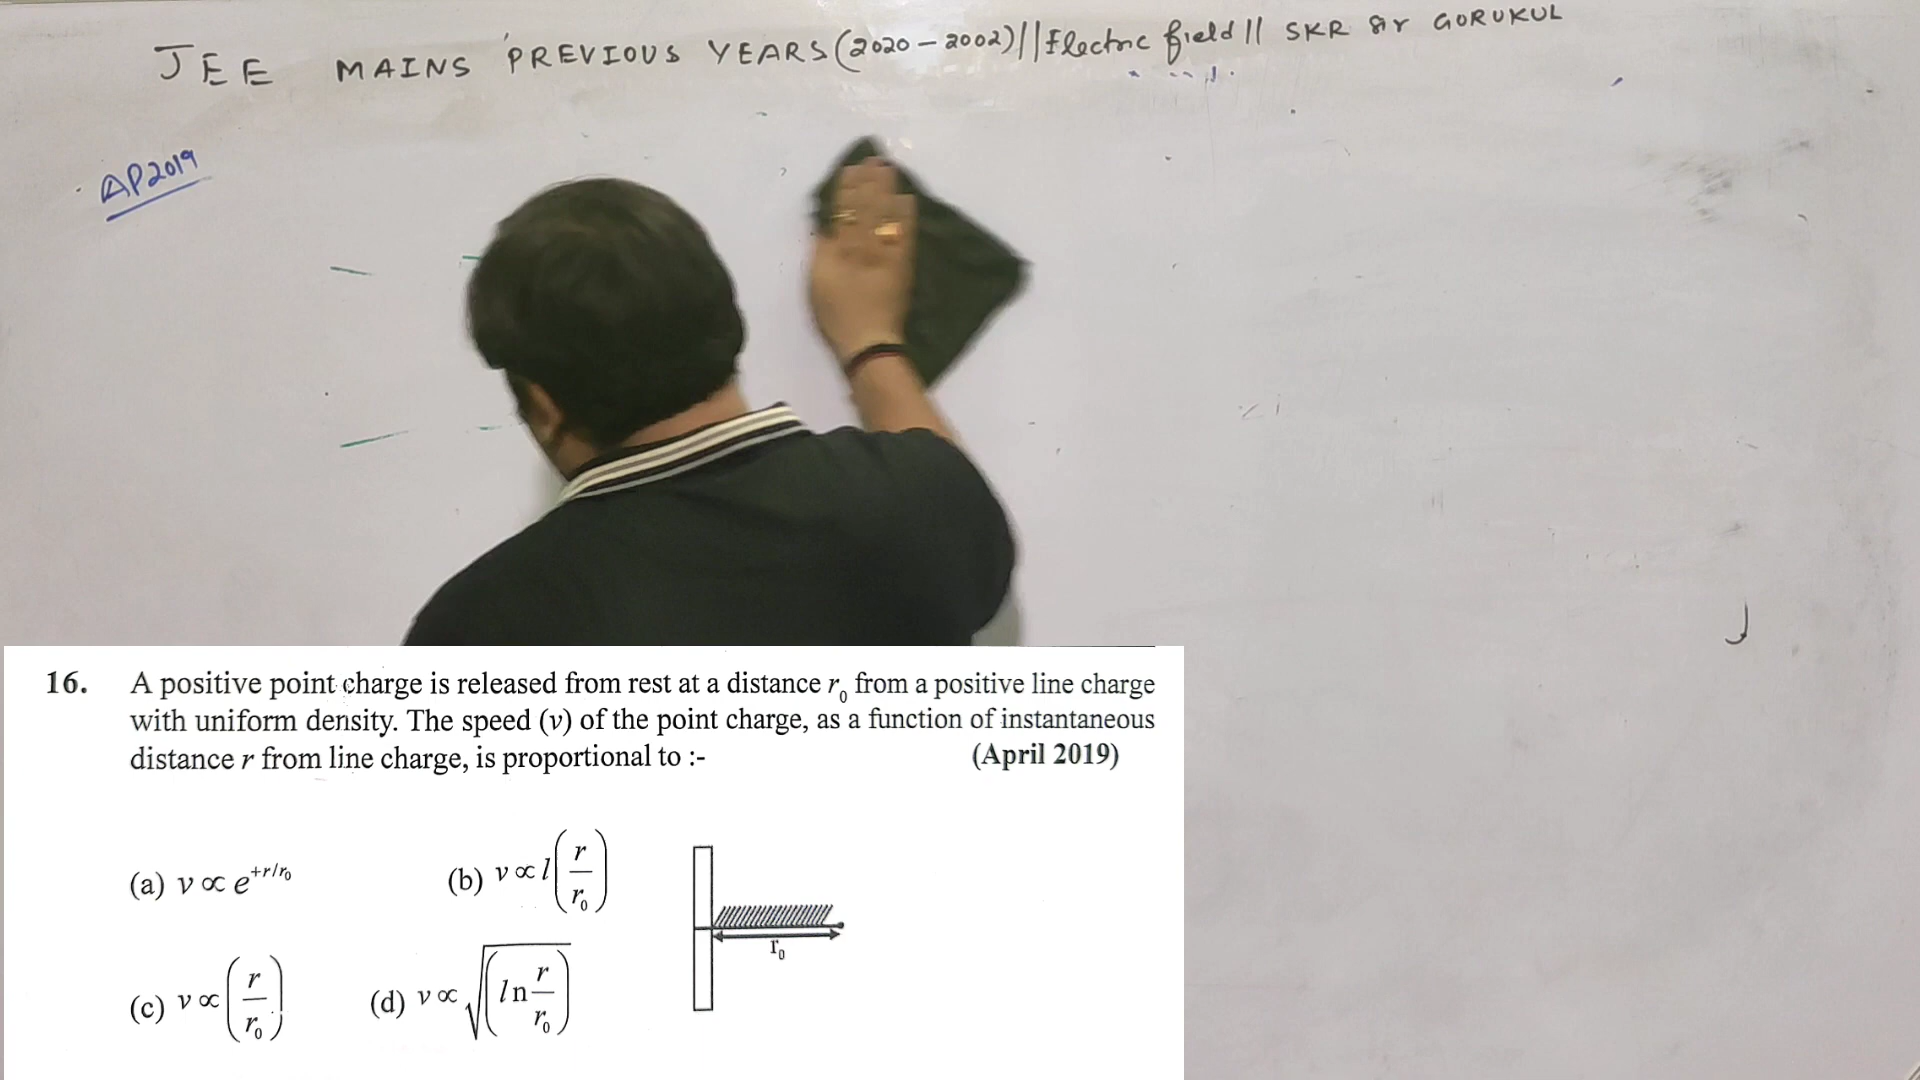 JEE MAINS PREVIOUS YEARS (2020 – 2002) || Electric field || SKR Sir GORUKUL
AP2019
16. A positive point charge is released from rest at a distance r₀ from a positive line charge
with uniform density. The speed (v) of the point charge, as a function of instantaneous
distance r from line charge, is proportional to :- (April 2019)
(a) v ∝ e^{+r/r₀} (b) v ∝ l(r/r₀)
r₀
(c) v ∝ (r/r₀) (d) v ∝ √(ln r/r₀)